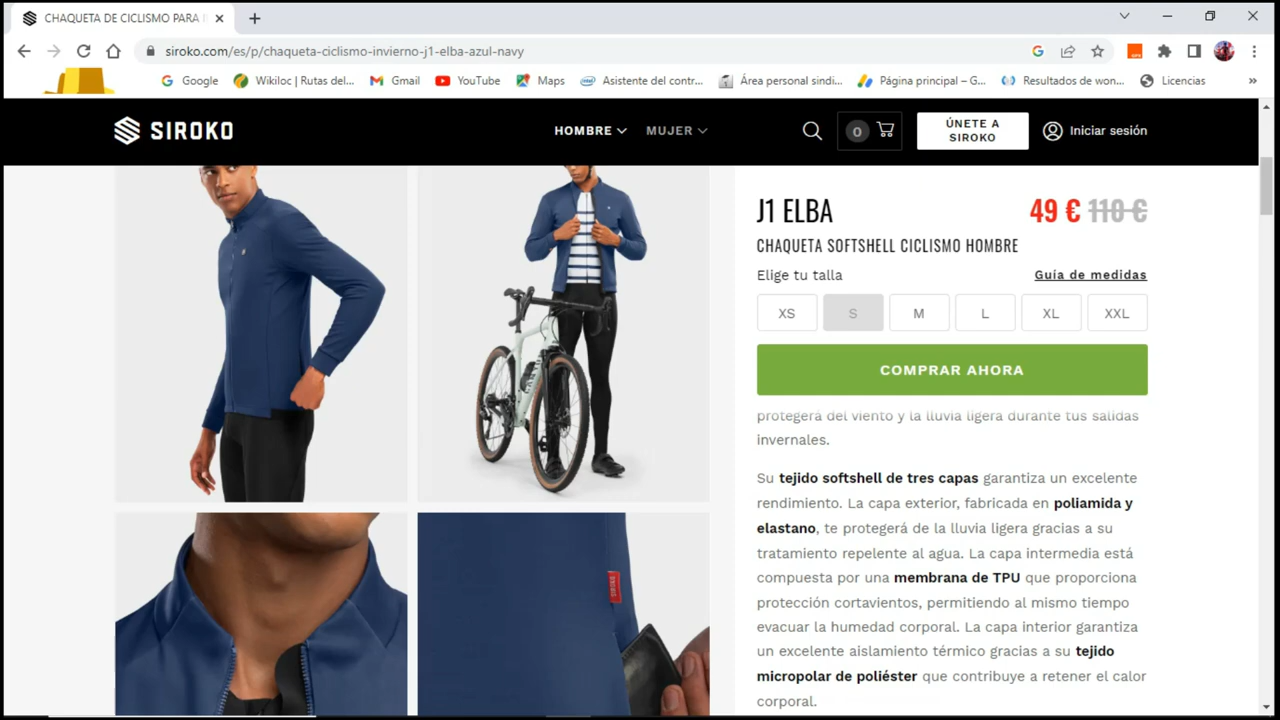 CHAQUETA DE CICLISMO PARA
siroko.com/es/p/chaqueta-ciclismo-invierno-j1-elba-azul-navy
Google
Wikiloc | Rutas del...
Gmail
YouTube
Maps
Asistente del contr...
Área personal sindi...
Página principal – G...
Resultados de won...
Licencias
»
SIROKO
HOMBRE
MUJER
0
ÚNETE A
SIROKO
Iniciar sesión
J1 ELBA
49 € 110 €
CHAQUETA SOFTSHELL CICLISMO HOMBRE
Elige tu talla
Guía de medidas
XS
S
M
L
XL
XXL
COMPRAR AHORA
protegerá del viento y la lluvia ligera durante tus salidas
invernales.
Su tejido softshell de tres capas garantiza un excelente
rendimiento. La capa exterior, fabricada en poliamida y
elastano, te protegerá de la lluvia ligera gracias a su
tratamiento repelente al agua. La capa intermedia está
compuesta por una membrana de TPU que proporciona
protección cortavientos, permitiendo al mismo tiempo
evacuar la humedad corporal. La capa interior garantiza
un excelente aislamiento térmico gracias a su tejido
micropolar de poliéster que contribuye a retener el calor
corporal.
SIROKO